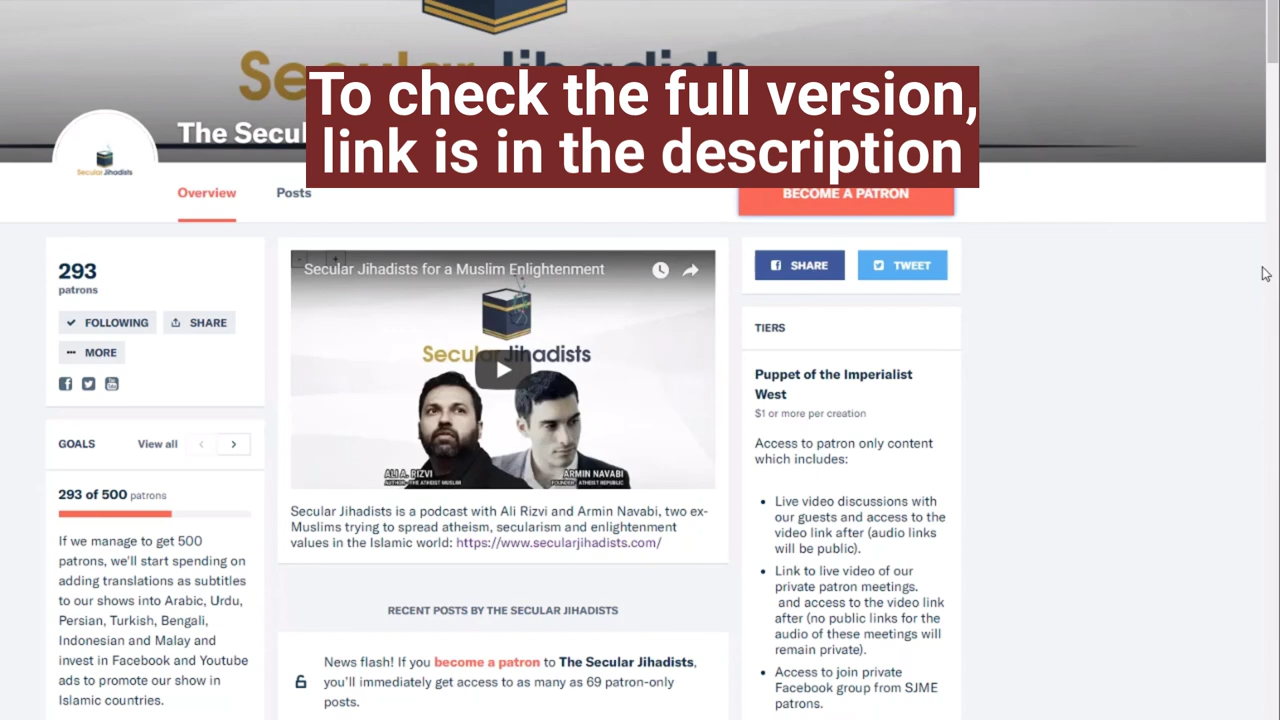 Secular Jihadists
To check the full version,
link is in the description
The Secul
Secular Jihadists
Overview
Posts
BECOME A PATRON
293
patrons
FOLLOWING
SHARE
MORE
GOALS
View all
293 of 500 patrons
If we manage to get 500
patrons, we'll start spending on
adding translations as subtitles
to our shows into Arabic, Urdu,
Persian, Turkish, Bengali,
Indonesian and Malay and
invest in Facebook and Youtube
ads to promote our show in
Islamic countries.
Secular Jihadists for a Muslim Enlightenment
Secular Jihadists
ALI A. RIZVI
AUTHOR - THE ATHEIST MUSLIM
ARMIN NAVABI
FOUNDER - ATHEIST REPUBLIC
Secular Jihadists is a podcast with Ali Rizvi and Armin Navabi, two ex-
Muslims trying to spread atheism, secularism and enlightenment
values in the Islamic world: https://www.secularjihadists.com/
RECENT POSTS BY THE SECULAR JIHADISTS
News flash! If you become a patron to The Secular Jihadists,
you'll immediately get access to as many as 69 patron-only
posts.
SHARE
TWEET
TIERS
Puppet of the Imperialist
West
$1 or more per creation
Access to patron only content
which includes:
Live video discussions with
our guests and access to the
video link after (audio links
will be public).
Link to live video of our
private patron meetings.
and access to the video link
after (no public links for the
audio of these meetings will
remain private).
Access to join private
Facebook group from SJME
patrons.